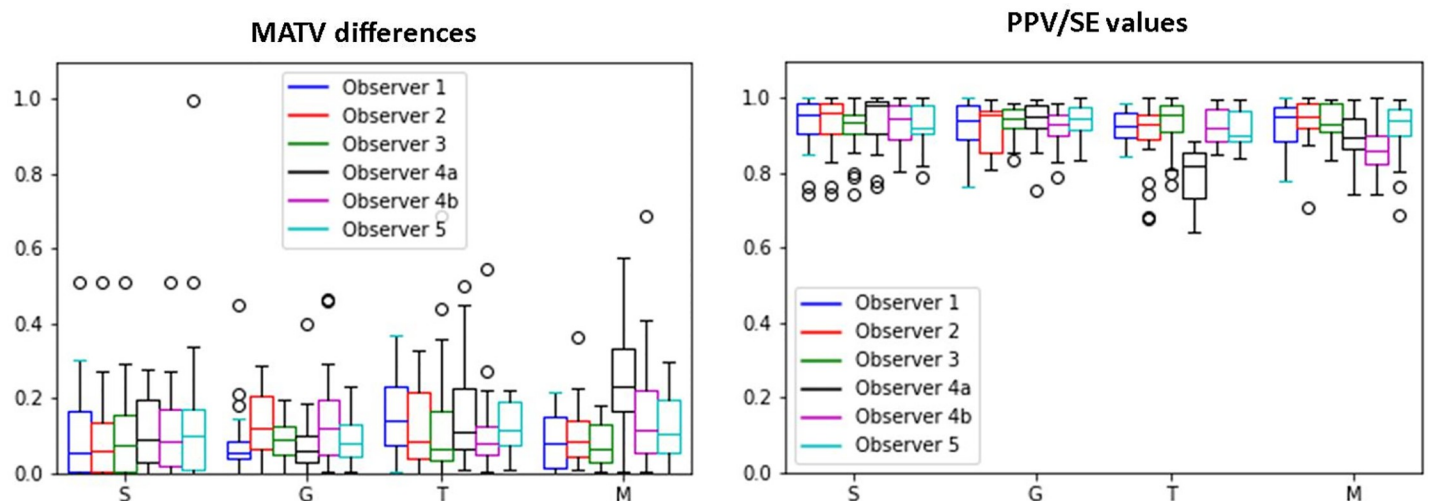 MATV differences
1.0
0.8
0.6
0.4
0.2
0.0
Observer 1
Observer 2
Observer 3
Observer 4a
Observer 4b
Observer 5
S G T M
PPV/SE values
1.0
0.8
0.6
0.4
0.2
0.0
Observer 1
Observer 2
Observer 3
Observer 4a
Observer 4b
Observer 5
S G T M